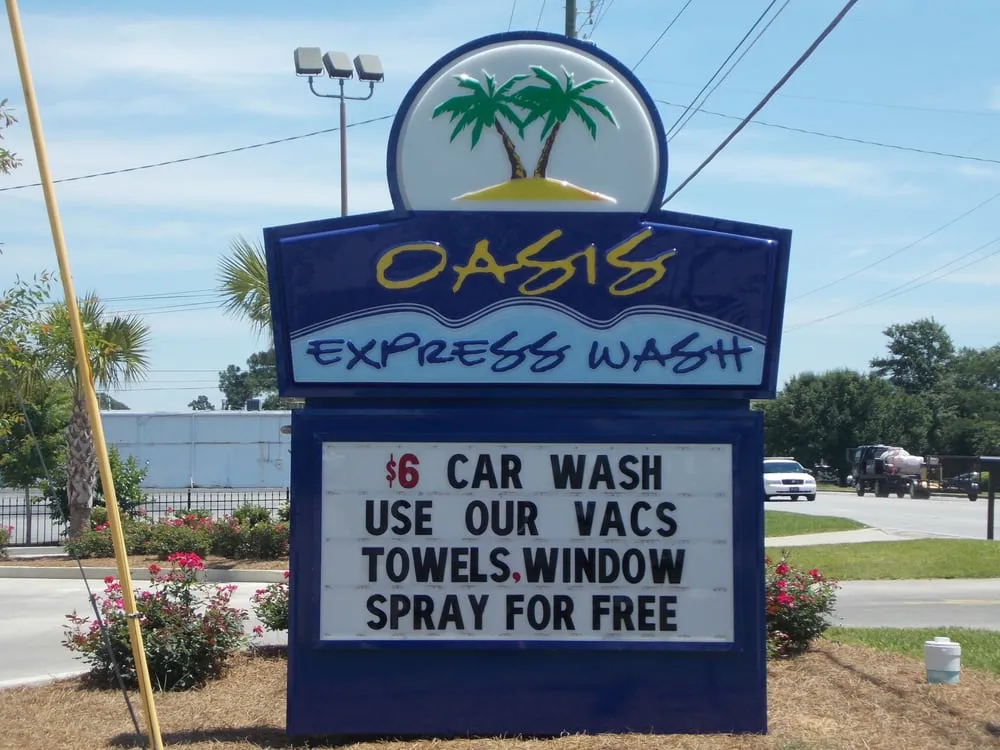 OASIS
EXPRESS WASH
$6 CAR WASH
USE OUR VACS
TOWELS,WINDOW
SPRAY FOR FREE